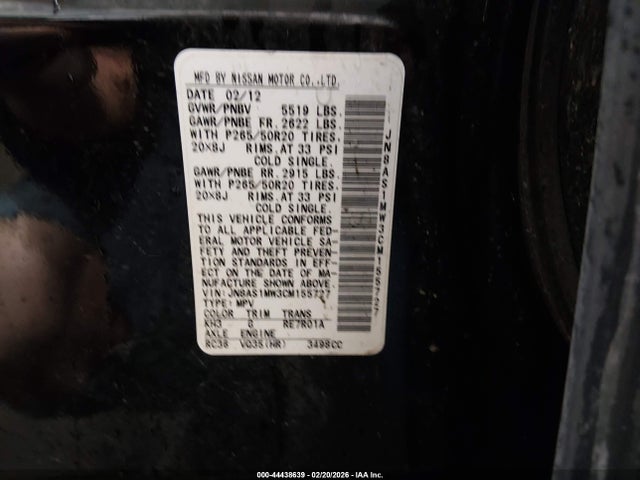 MFD BY NISSAN MOTOR CO.,LTD.
DATE 02/12
GVWR/PNBV 5519 LBS.
GAWR/PNBE FR. 2622 LBS.
WITH P265/50R20 TIRES.
20X8J RIMS.AT 33 PSI
COLD SINGLE.
GAWR/PNBE RR. 2915 LBS.
WITH P265/50R20 TIRES.
20X8J RIMS.AT 33 PSI
COLD SINGLE.
THIS VEHICLE CONFORMS
TO ALL APPLICABLE FED-
ERAL MOTOR VEHICLE SA-
FETY AND THEFT PREVEN-
TION STANDARDS IN EFF-
ECT ON THE DATE OF MA-
NUFACTURE SHOWN ABOVE.
VIN:JN8AS1MW3CM155727
TYPE:MPV
COLOR TRIM TRANS
KH3 G RE7R01A
AXLE ENGINE
RC38 VQ35(HR) 3498CC
JN8AS1MW3CM155727
000-44438639 - 02/20/2026 - IAA Inc.